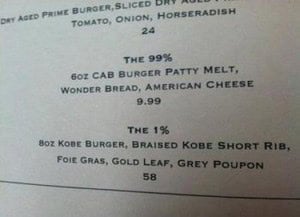 Dry Aged Prime Burger, Sliced Dry Aged
Tomato, Onion, Horseradish
24
The 99%
6oz CAB Burger Patty Melt,
Wonder Bread, American Cheese
9.99
The 1%
8oz Kobe Burger, Braised Kobe Short Rib,
Foie Gras, Gold Leaf, Grey Poupon
58